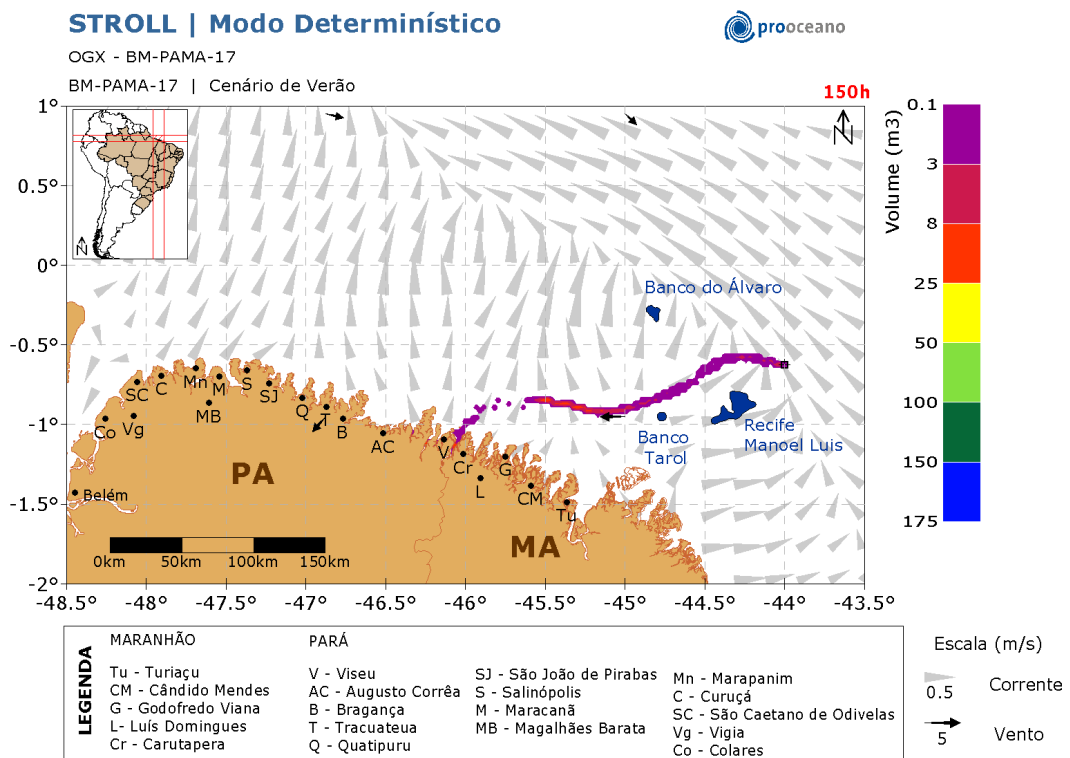 STROLL | Modo Determinístico
prooceano
OGX - BM-PAMA-17
BM-PAMA-17 | Cenário de Verão
150h
N
N
1°
0.5°
0°
-0.5°
-1°
-1.5°
-2°
-48.5°
-48°
-47.5°
-47°
-46.5°
-46°
-45.5°
-45°
-44.5°
-44°
-43.5°
Banco do Álvaro
Banco
Tarol
Recife
Manoel Luis
SC
C
Mn
M
S
SJ
Co
Vg
MB
Q
T
B
AC
V
Cr
G
L
CM
Tu
Belém
PA
MA
0km
50km
100km
150km
Volume (m3)
0.1
3
8
25
50
100
150
175
LEGENDA
MARANHÃO
Tu - Turiaçu
CM - Cândido Mendes
G - Godofredo Viana
L- Luís Domingues
Cr - Carutapera
PARÁ
V - Viseu
AC - Augusto Corrêa
B - Bragança
T - Tracuateua
Q - Quatipuru
SJ - São João de Pirabas
S - Salinópolis
M - Maracanã
MB - Magalhães Barata
Mn - Marapanim
C - Curuçá
SC - São Caetano de Odivelas
Vg - Vigia
Co - Colares
Escala (m/s)
0.5
Corrente
5
Vento